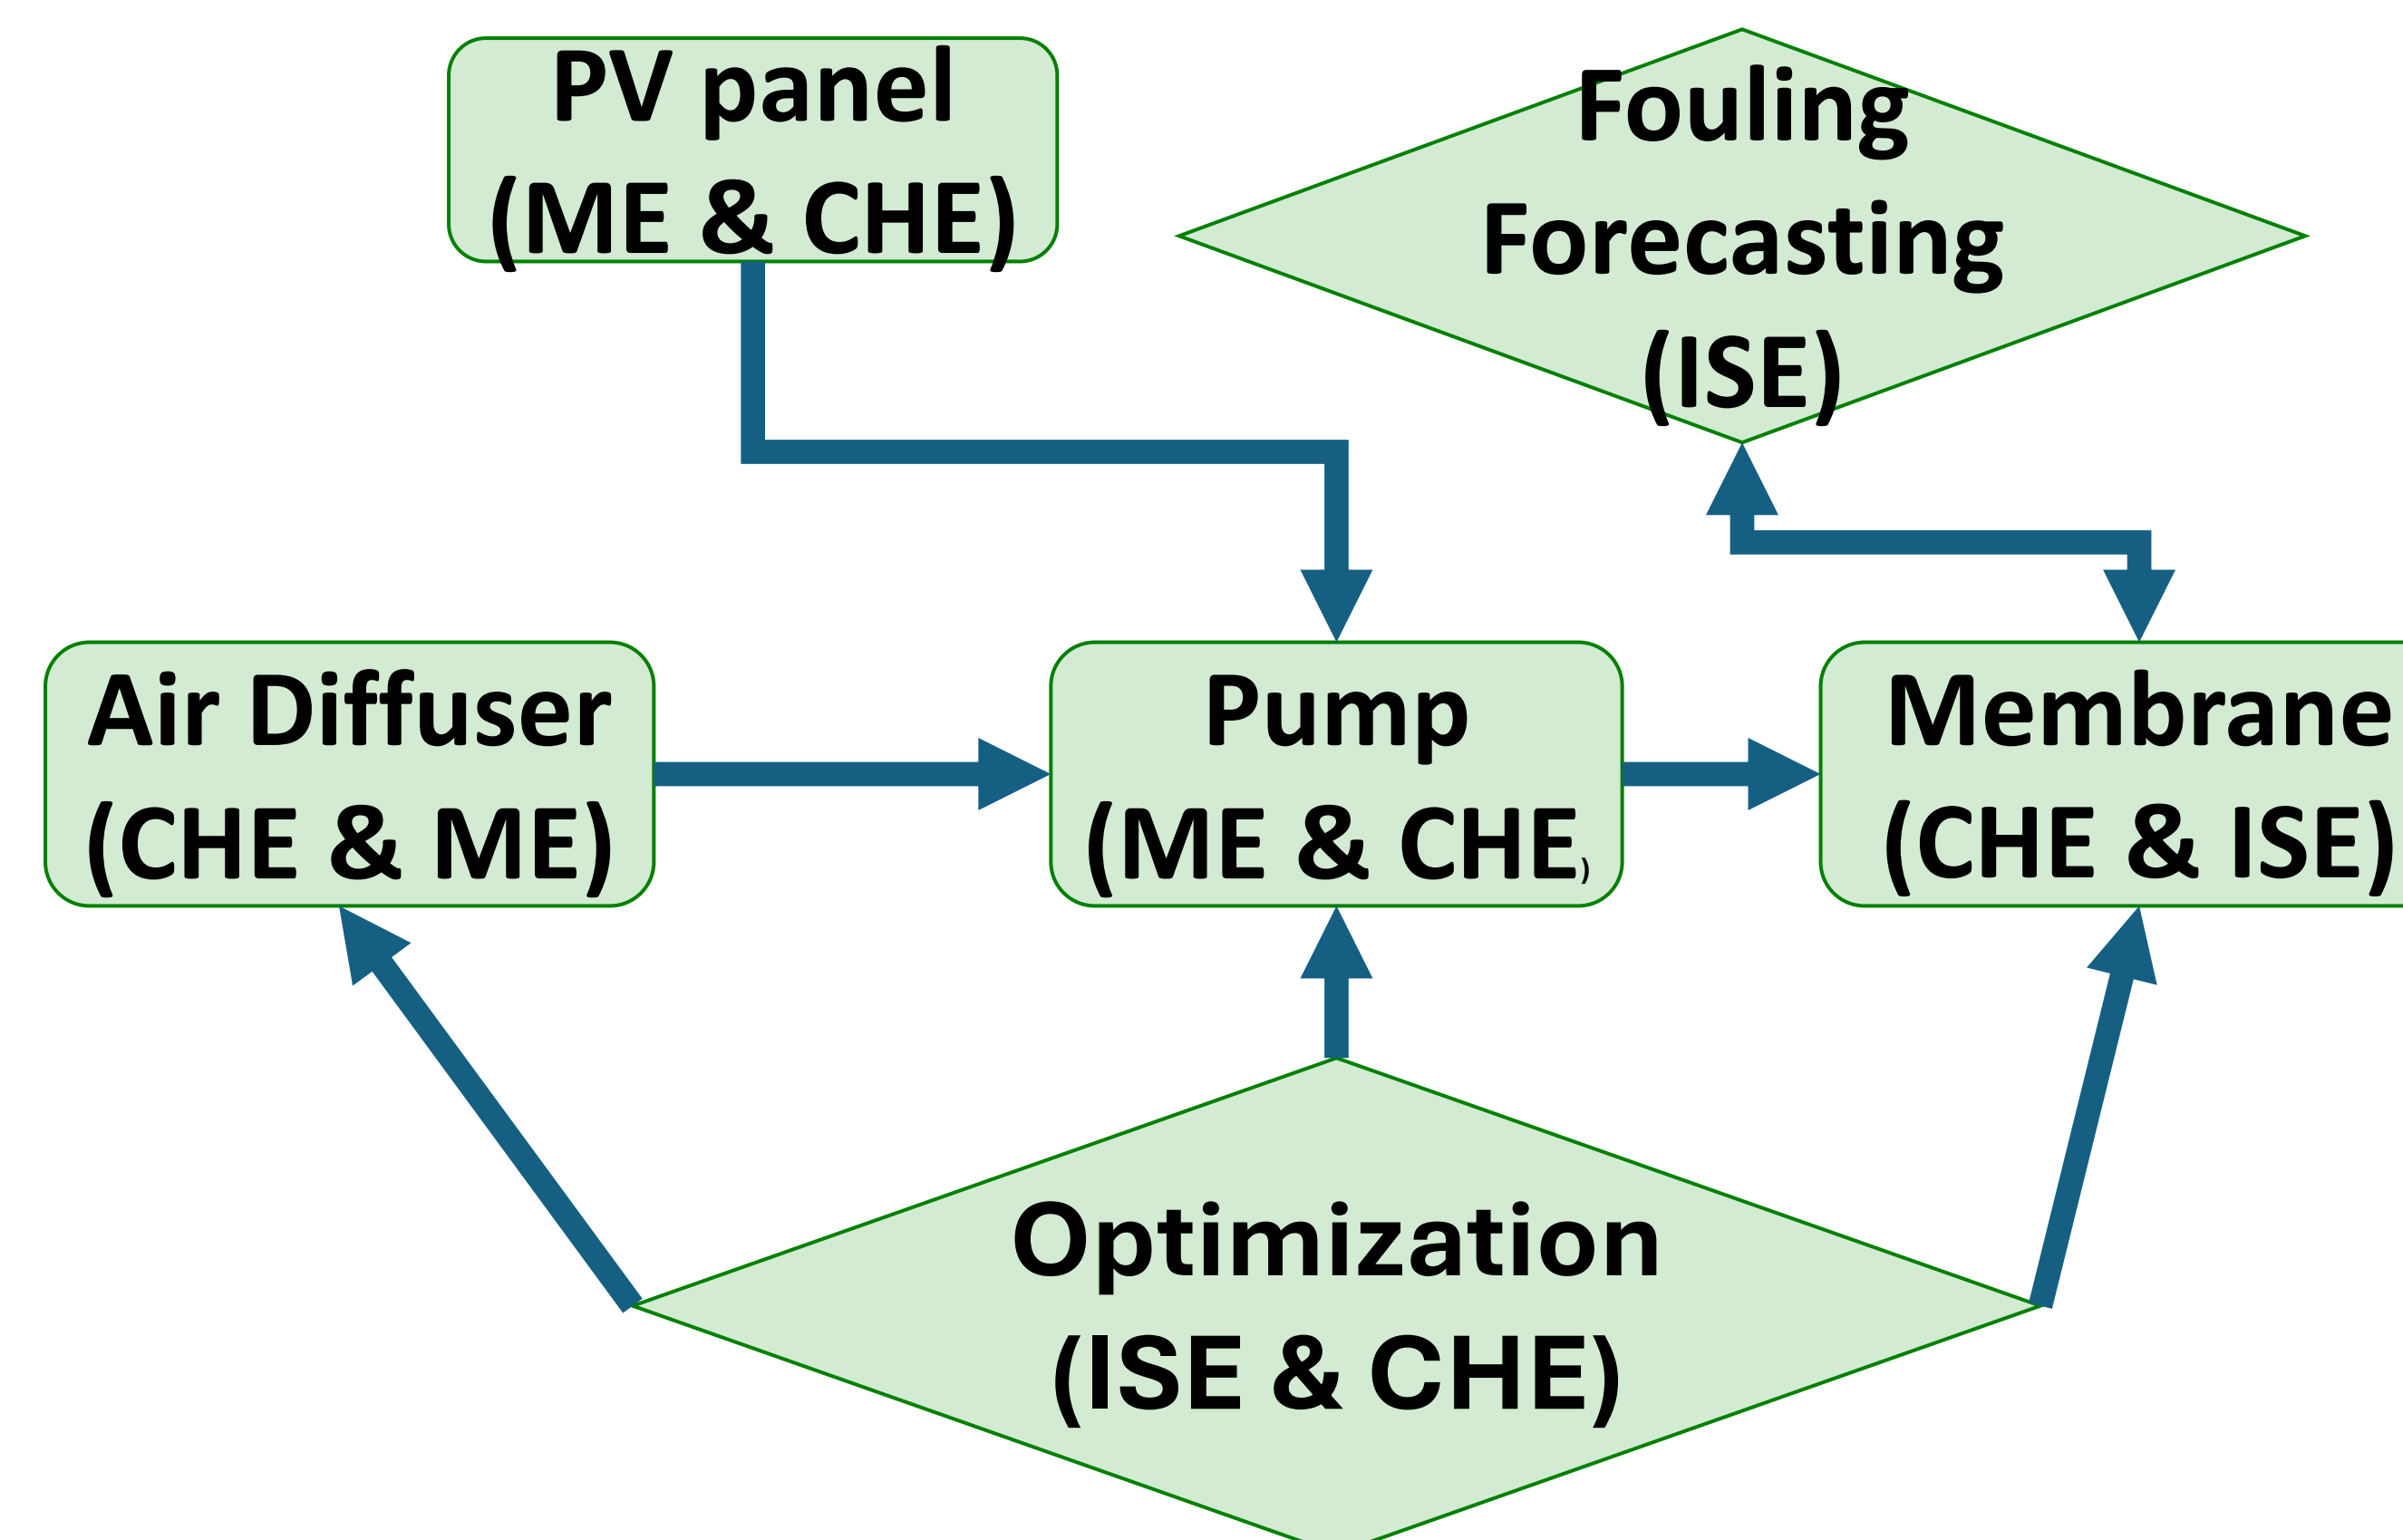 PV panel
(ME & CHE)
Fouling
Forecasting
(ISE)
Air Diffuser
(CHE & ME)
Pump
(ME & CHE)
Membrane
(CHE & ISE)
Optimization
(ISE & CHE)